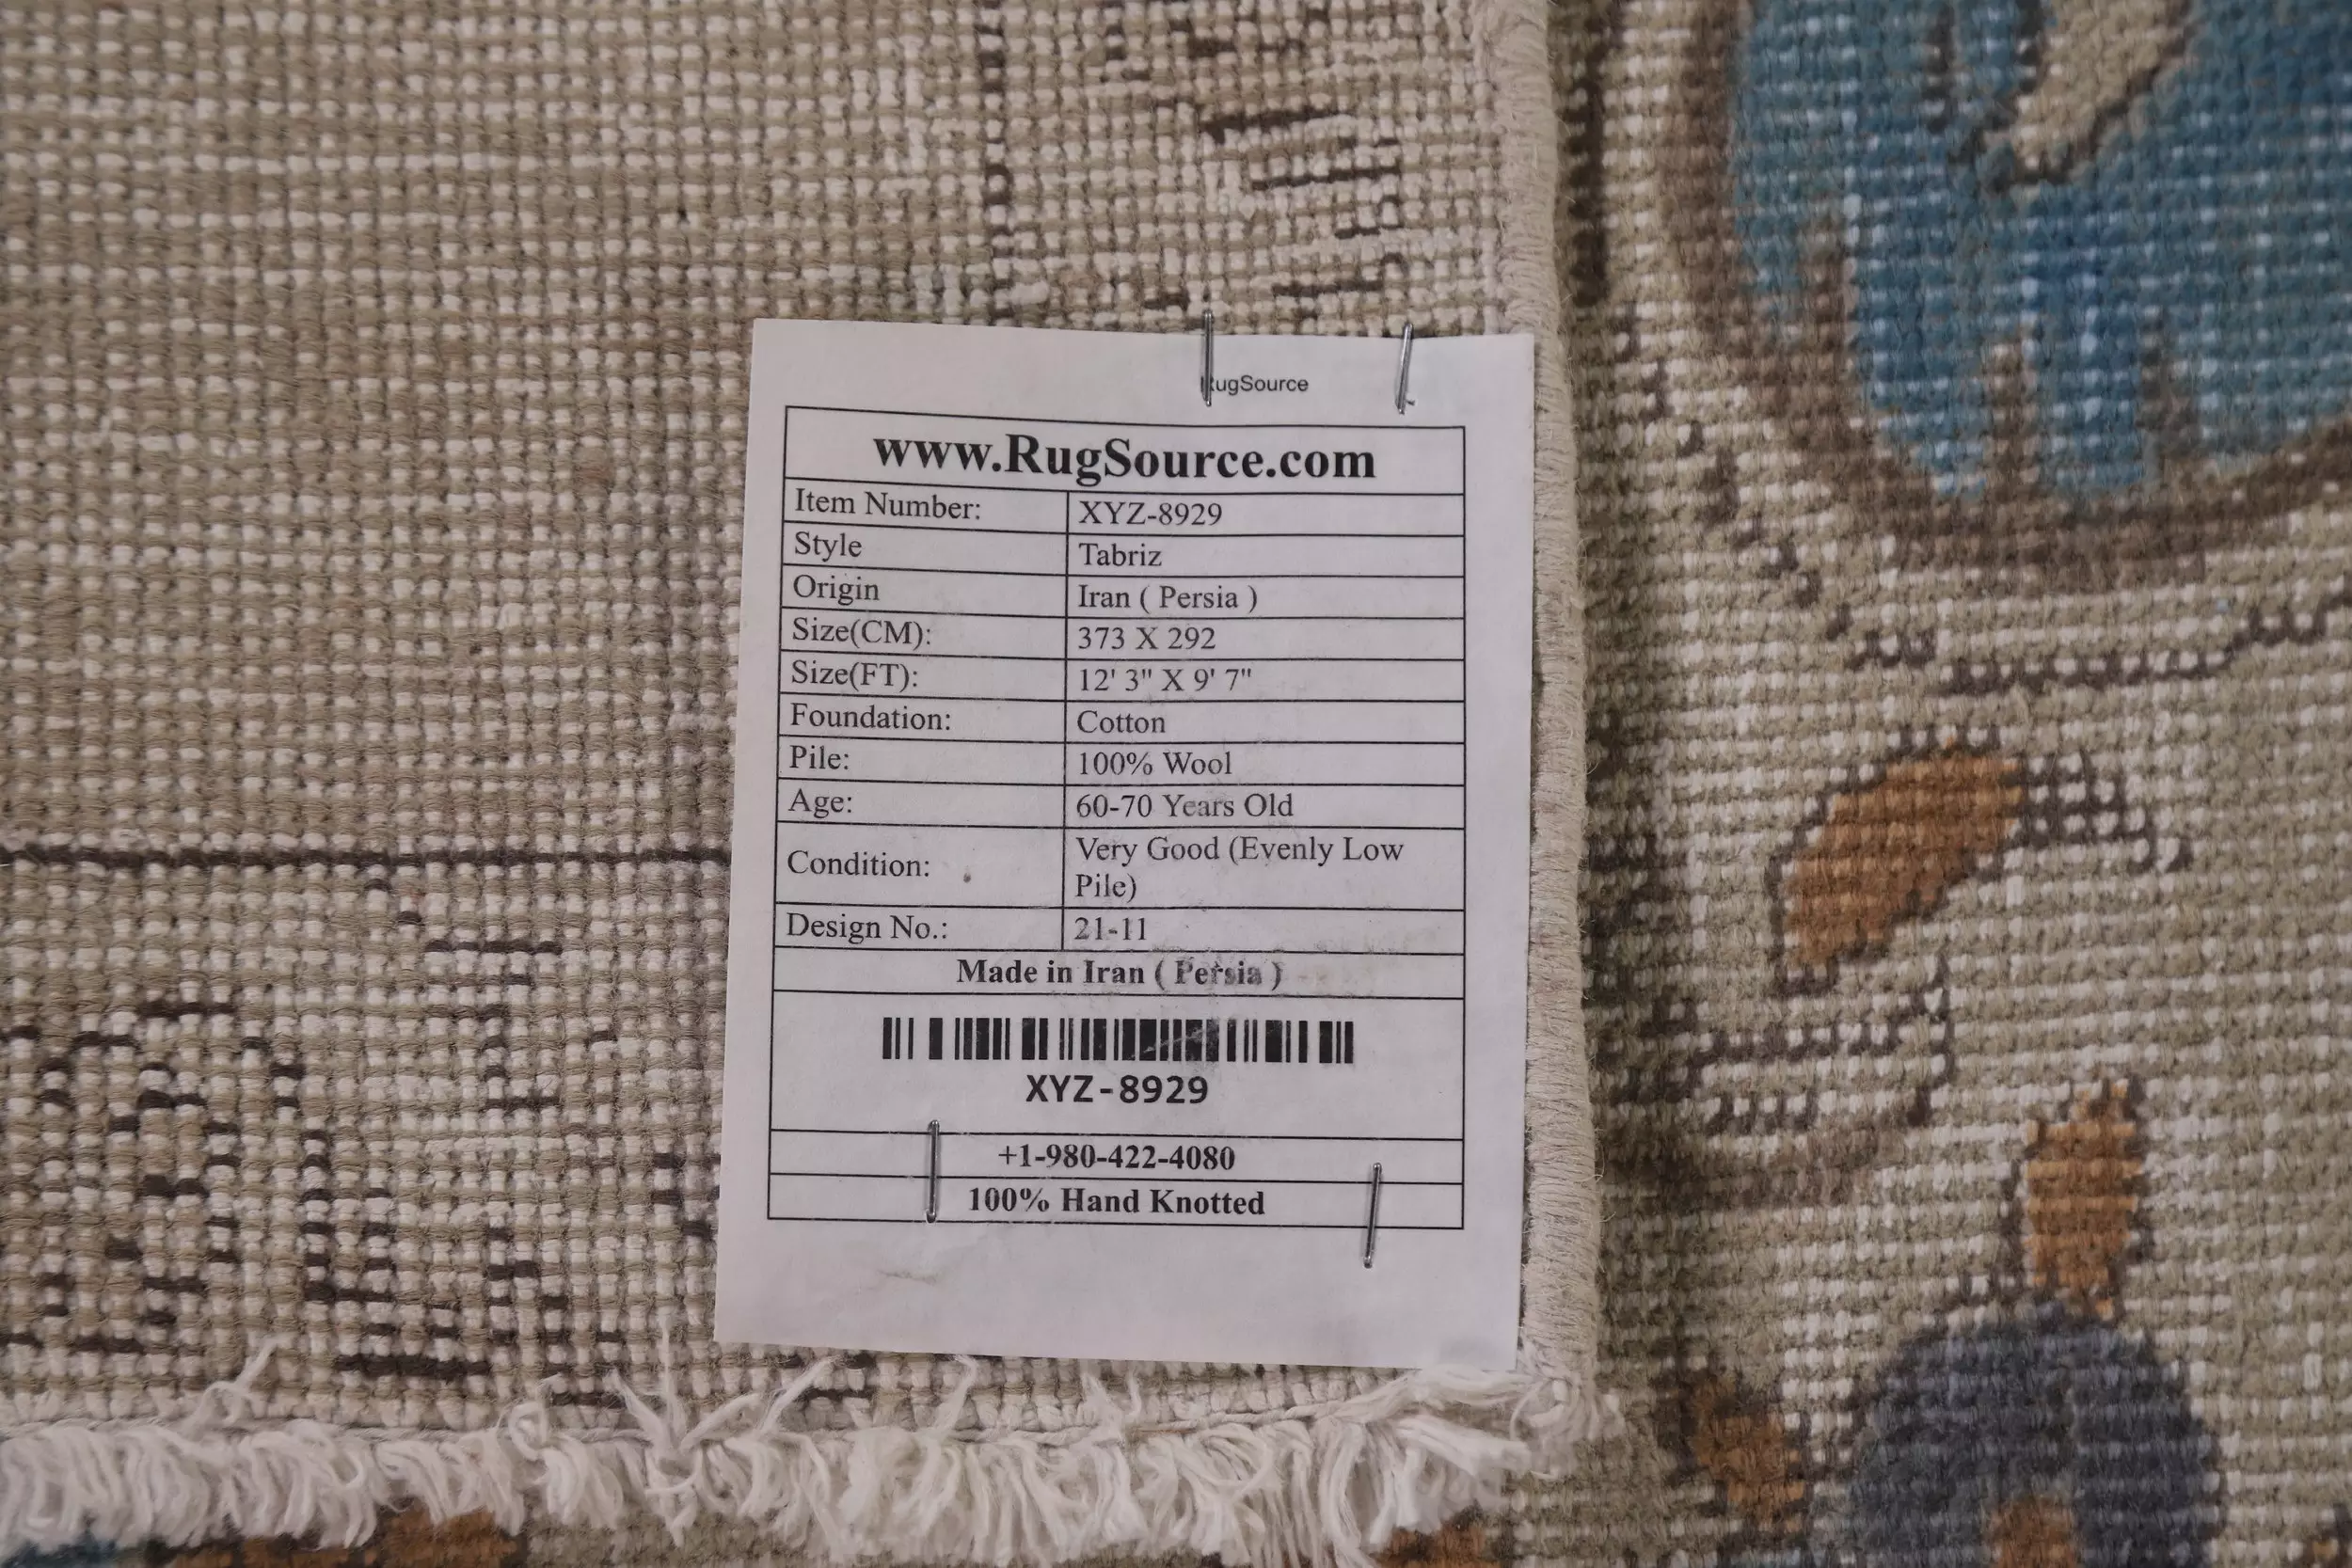 RugSource
www.RugSource.com
Item Number: XYZ-8929
Style Tabriz
Origin Iran ( Persia )
Size(CM): 373 X 292
Size(FT): 12' 3" X 9' 7"
Foundation: Cotton
Pile: 100% Wool
Age: 60-70 Years Old
Condition: Very Good (Evenly Low
Pile)
Design No.: 21-11
Made in Iran ( Persia )
XYZ-8929
+1-980-422-4080
100% Hand Knotted